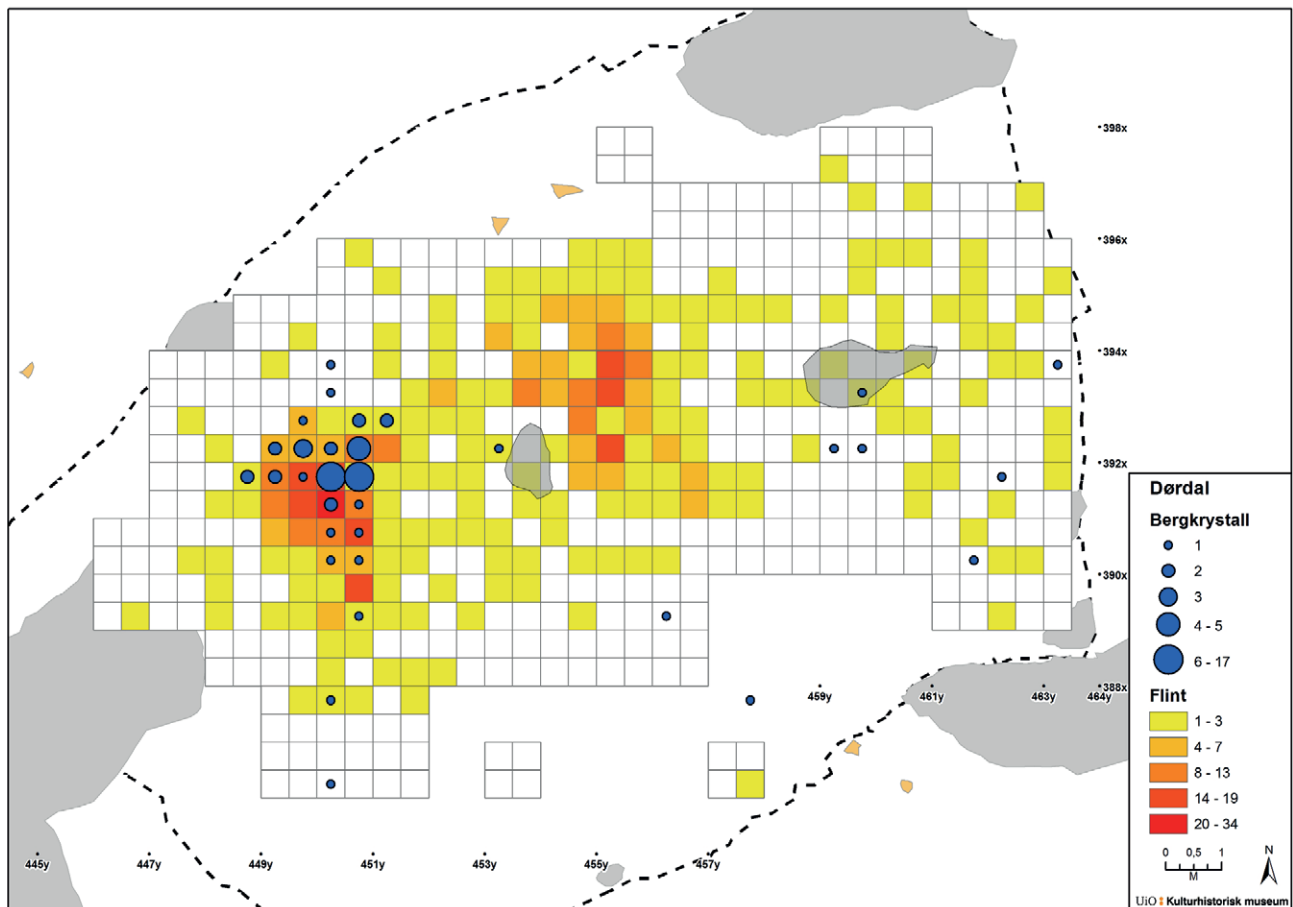 398x
396x
394x
392x
390x
388x
459y 461y 463y 464y
445y 447y 449y 451y 453y 455y 457y
Dørdal
Bergkrystall
1
2
3
4 - 5
6 - 17
Flint
1 - 3
4 - 7
8 - 13
14 - 19
20 - 34
0 0,5 1
M
N
UiO Kulturhistorisk museum